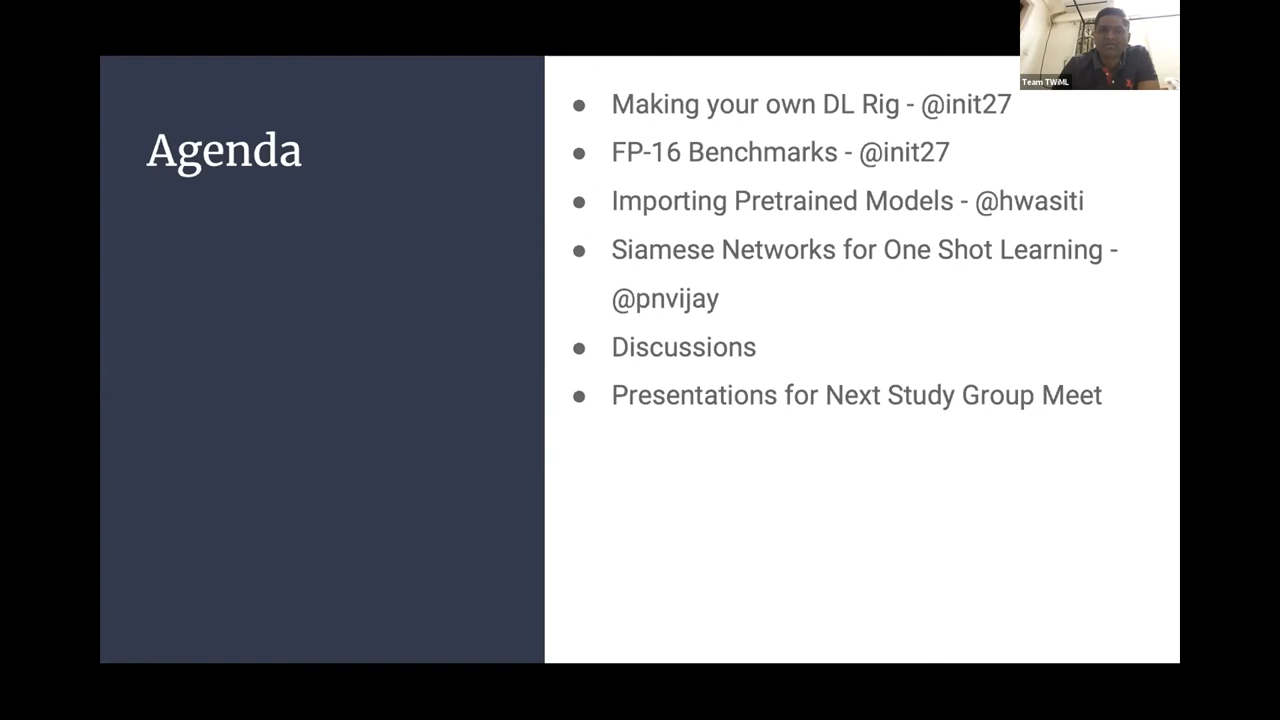 Agenda
● Making your own DL Rig - @init27
● FP-16 Benchmarks - @init27
● Importing Pretrained Models - @hwasiti
● Siamese Networks for One Shot Learning -
@pnvijay
● Discussions
● Presentations for Next Study Group Meet
Team TWiML